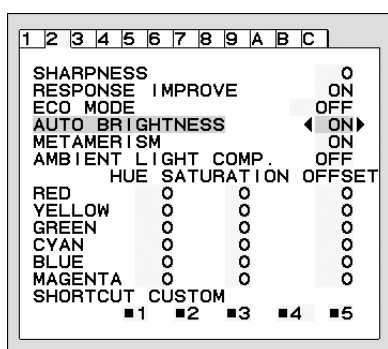 1 2 3 4 5 6 7 8 9 A B C
SHARPNESS 0
RESPONSE IMPROVE ON
ECO MODE OFF
AUTO BRIGHTNESS ◀ ON▶
METAMERISM ON
AMBIENT LIGHT COMP. OFF
HUE SATURATION OFFSET
RED 0 0 0
YELLOW 0 0 0
GREEN 0 0 0
CYAN 0 0 0
BLUE 0 0 0
MAGENTA 0 0 0
SHORTCUT CUSTOM
■1 ■2 ■3 ■4 ■5